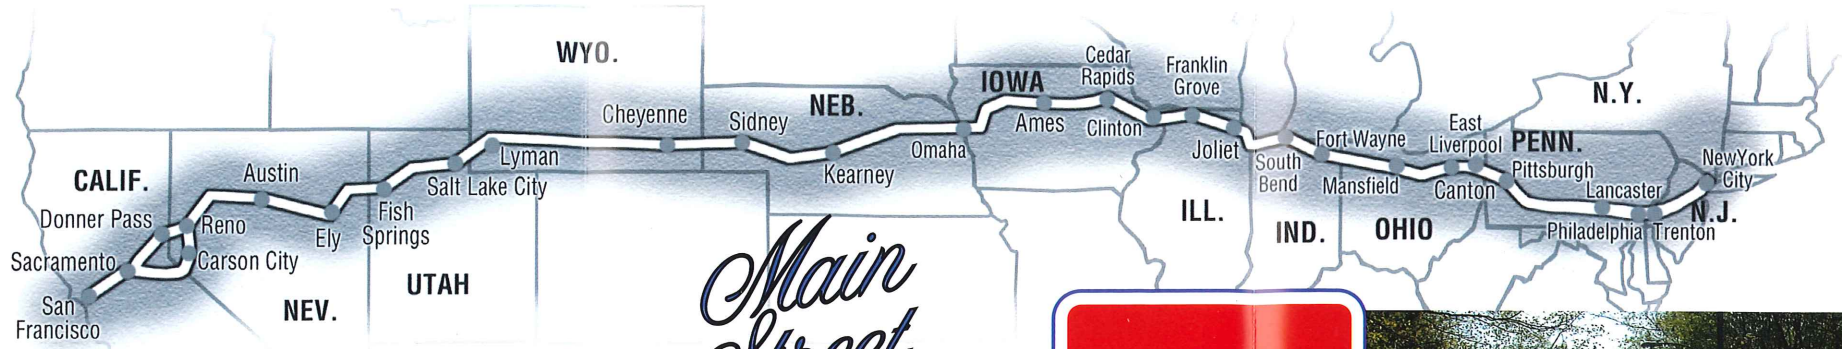 WYO.
Cedar
Rapids
Franklin
Grove
IOWA
N.Y.
Cheyenne
Sidney
NEB.
Ames
Clinton
Omaha
Joliet
South
Bend
Fort Wayne
Mansfield
East
Liverpool
Canton
PENN.
Pittsburgh
Lancaster
NewYork
City
Lyman
Salt Lake City
Kearney
CALIF.
Austin
Donner Pass
Reno
Ely
Fish
Springs
ILL.
IND.
OHIO
N.J.
Philadelphia
Trenton
Sacramento
Carson City
San
Francisco
NEV.
UTAH
Main
Street